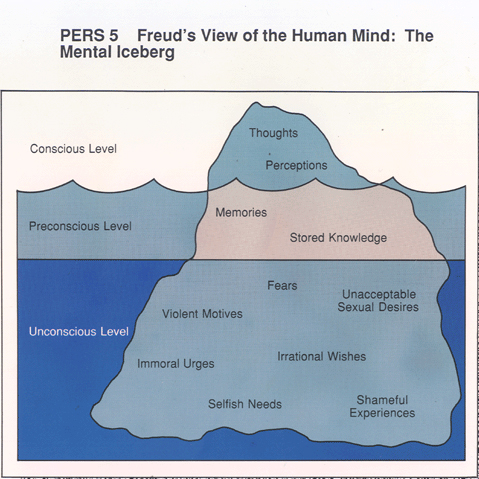 PERS 5 Freud's View of the Human Mind: The
Mental Iceberg
Conscious Level
Thoughts
Perceptions
Preconscious Level
Memories
Stored Knowledge
Unconscious Level
Fears
Unacceptable
Sexual Desires
Violent Motives
Immoral Urges
Irrational Wishes
Selfish Needs
Shameful
Experiences